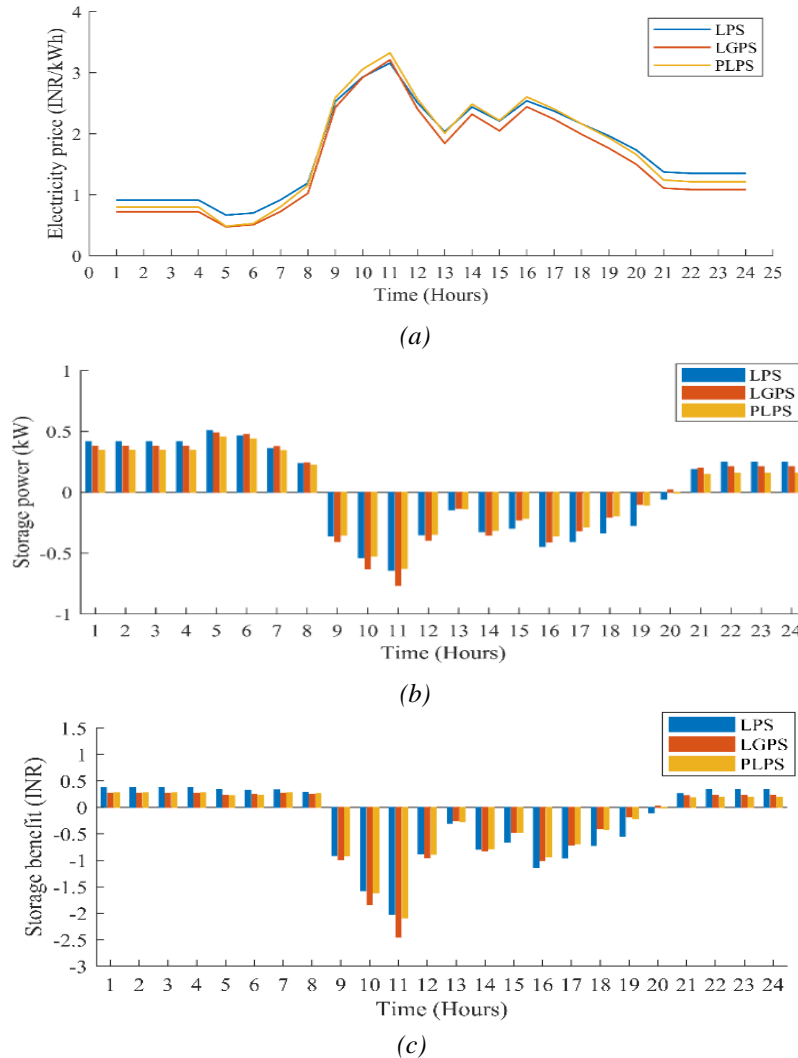 4
3
2
1
0
Electricity price (INR/kWh)
LPS
LGPS
PLPS
0 1 2 3 4 5 6 7 8 9 10 11 12 13 14 15 16 17 18 19 20 21 22 23 24 25
Time (Hours)
(a)
1
0.5
0
-0.5
-1
Storage power (kW)
LPS
LGPS
PLPS
1 2 3 4 5 6 7 8 9 10 11 12 13 14 15 16 17 18 19 20 21 22 23 24
Time (Hours)
(b)
1.5
1
0.5
0
-0.5
-1
-1.5
-2
-2.5
-3
Storage benefit (INR)
LPS
LGPS
PLPS
1 2 3 4 5 6 7 8 9 10 11 12 13 14 15 16 17 18 19 20 21 22 23 24
Time (Hours)
(c)